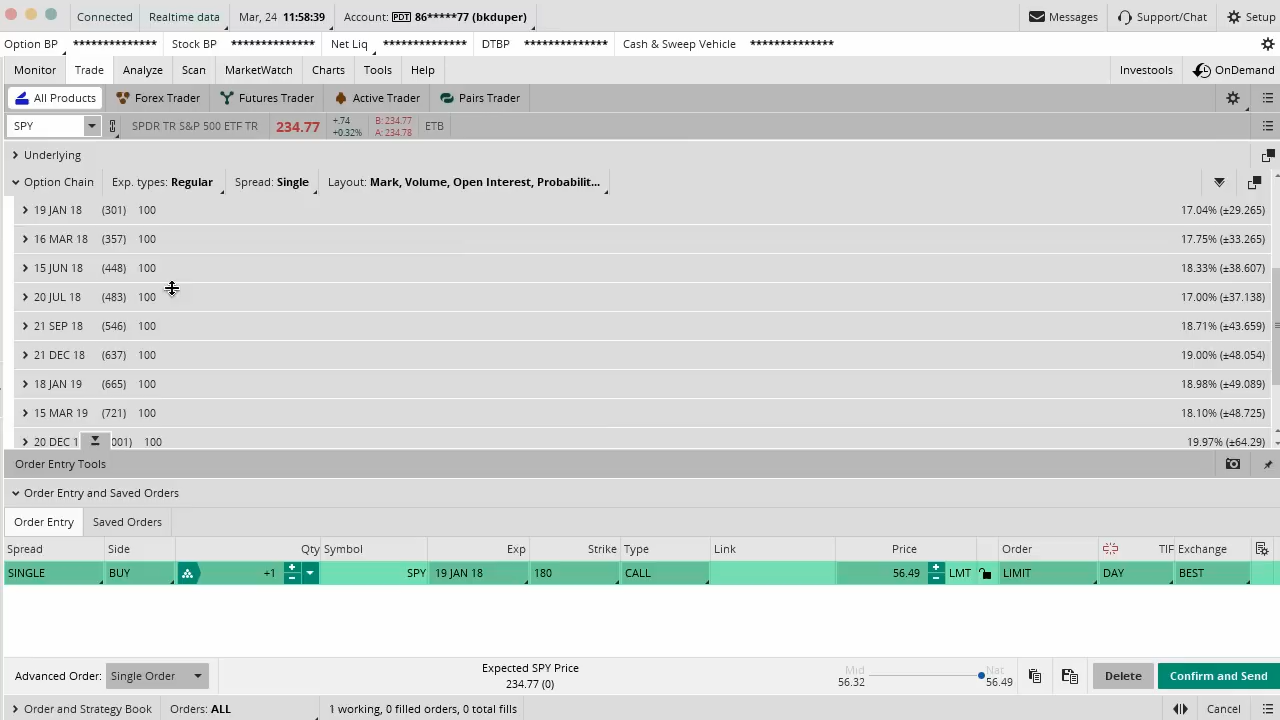 Connected Realtime data Mar, 24 11:58:39 Account: PDT 86*****77 (bkduper) Messages Support/Chat Setup
Option BP ************** Stock BP ************** Net Liq ************** DTBP ************** Cash & Sweep Vehicle **************
Monitor Trade Analyze Scan MarketWatch Charts Tools Help Investools OnDemand
All Products Forex Trader Futures Trader Active Trader Pairs Trader
SPY SPDR TR S&P 500 ETF TR 234.77 +.74 +0.32% B: 234.77 A: 234.78 ETB
Underlying
Option Chain Exp. types: Regular Spread: Single Layout: Mark, Volume, Open Interest, Probabilit...
19 JAN 18 (301) 100 17.04% (±29.265)
16 MAR 18 (357) 100 17.75% (±33.265)
15 JUN 18 (448) 100 18.33% (±38.607)
20 JUL 18 (483) 100 17.00% (±37.138)
21 SEP 18 (546) 100 18.71% (±43.659)
21 DEC 18 (637) 100 19.00% (±48.054)
18 JAN 19 (665) 100 18.98% (±49.089)
15 MAR 19 (721) 100 18.10% (±48.725)
20 DEC 1 001) 100 19.97% (±64.29)
Order Entry Tools
Order Entry and Saved Orders
Order Entry Saved Orders
Spread Side Qty Symbol Exp Strike Type Link Price Order TIF Exchange
SINGLE BUY +1 SPY 19 JAN 18 180 CALL 56.49 LMT LIMIT DAY BEST
Advanced Order: Single Order Expected SPY Price 234.77 (0) Mid 56.32 Nat 56.49 Delete Confirm and Send
Order and Strategy Book Orders: ALL 1 working, 0 filled orders, 0 total fills Cancel